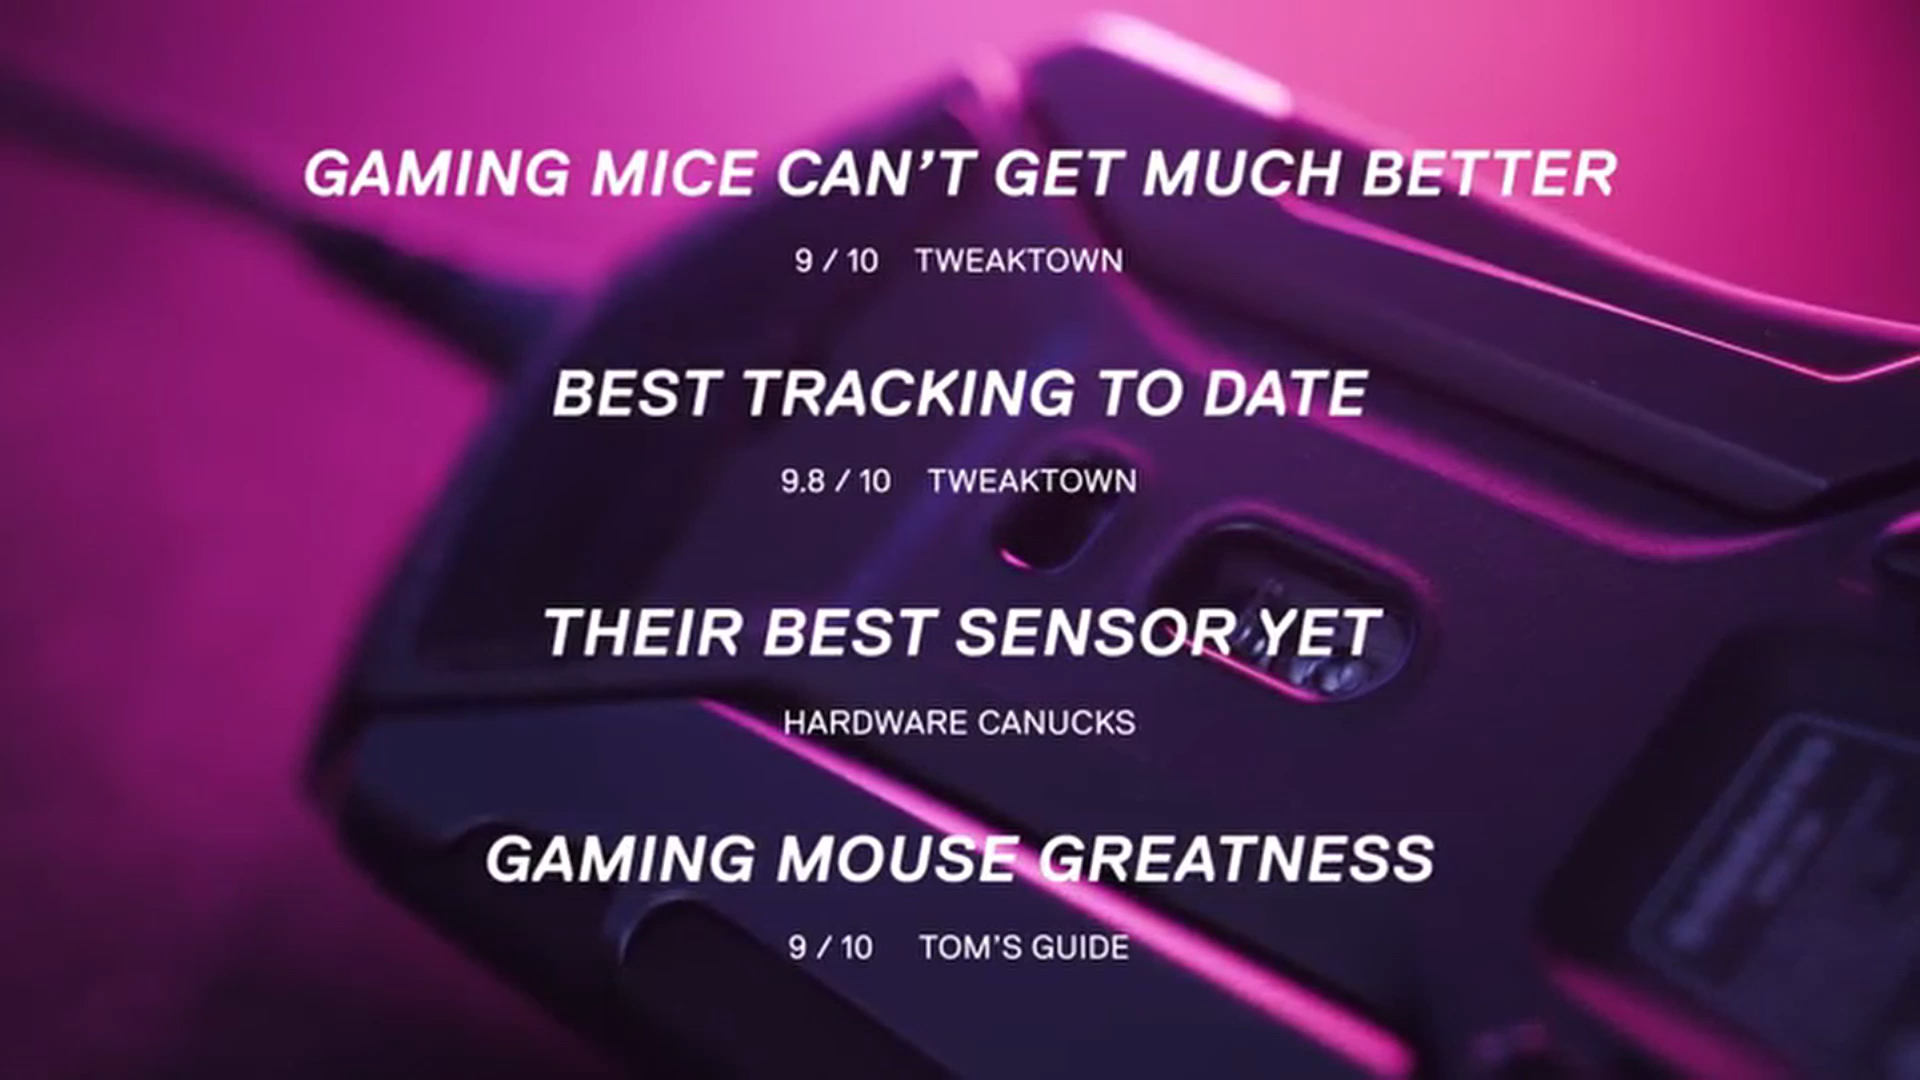 GAMING MICE CAN’T GET MUCH BETTER
9 / 10 TWEAKTOWN
BEST TRACKING TO DATE
9.8 / 10 TWEAKTOWN
THEIR BEST SENSOR YET
HARDWARE CANUCKS
GAMING MOUSE GREATNESS
9 / 10 TOM’S GUIDE